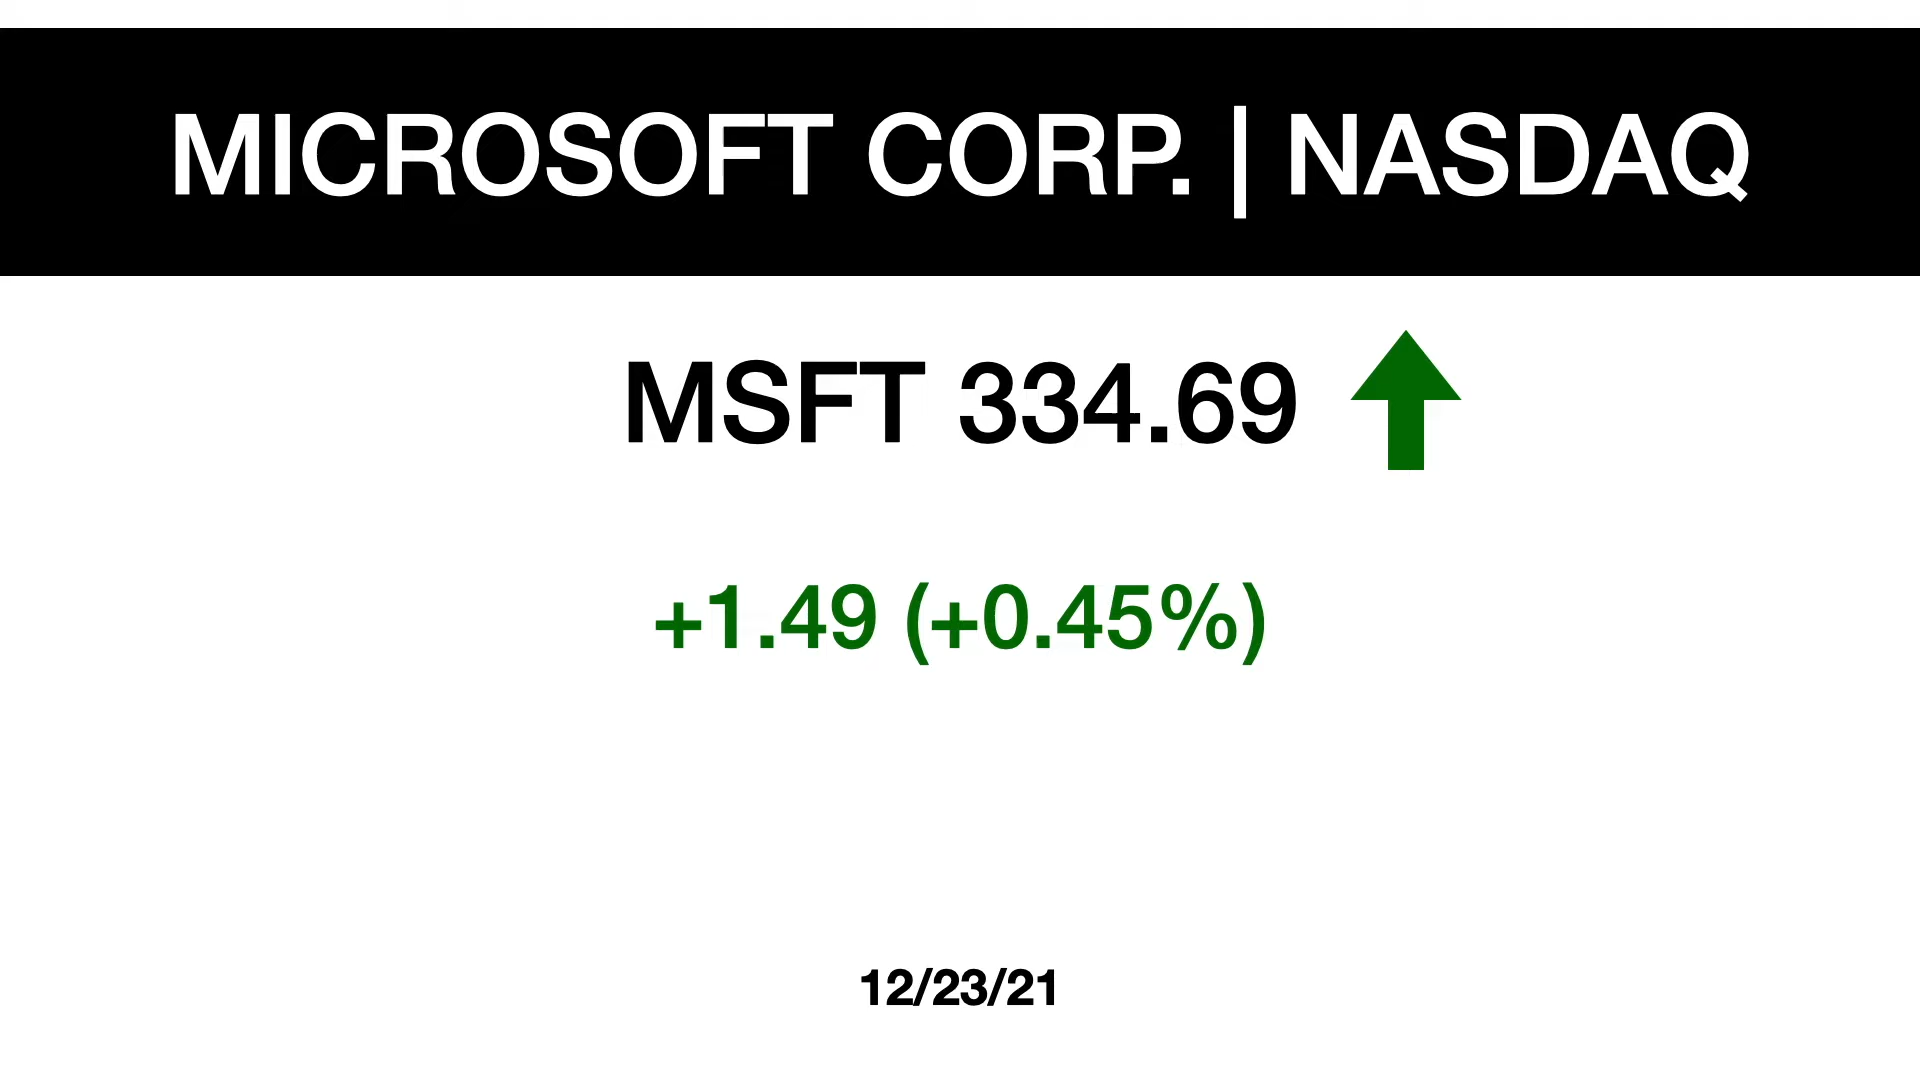 MICROSOFT CORP. | NASDAQ
MSFT 334.69
+1.49 (+0.45%)
12/23/21